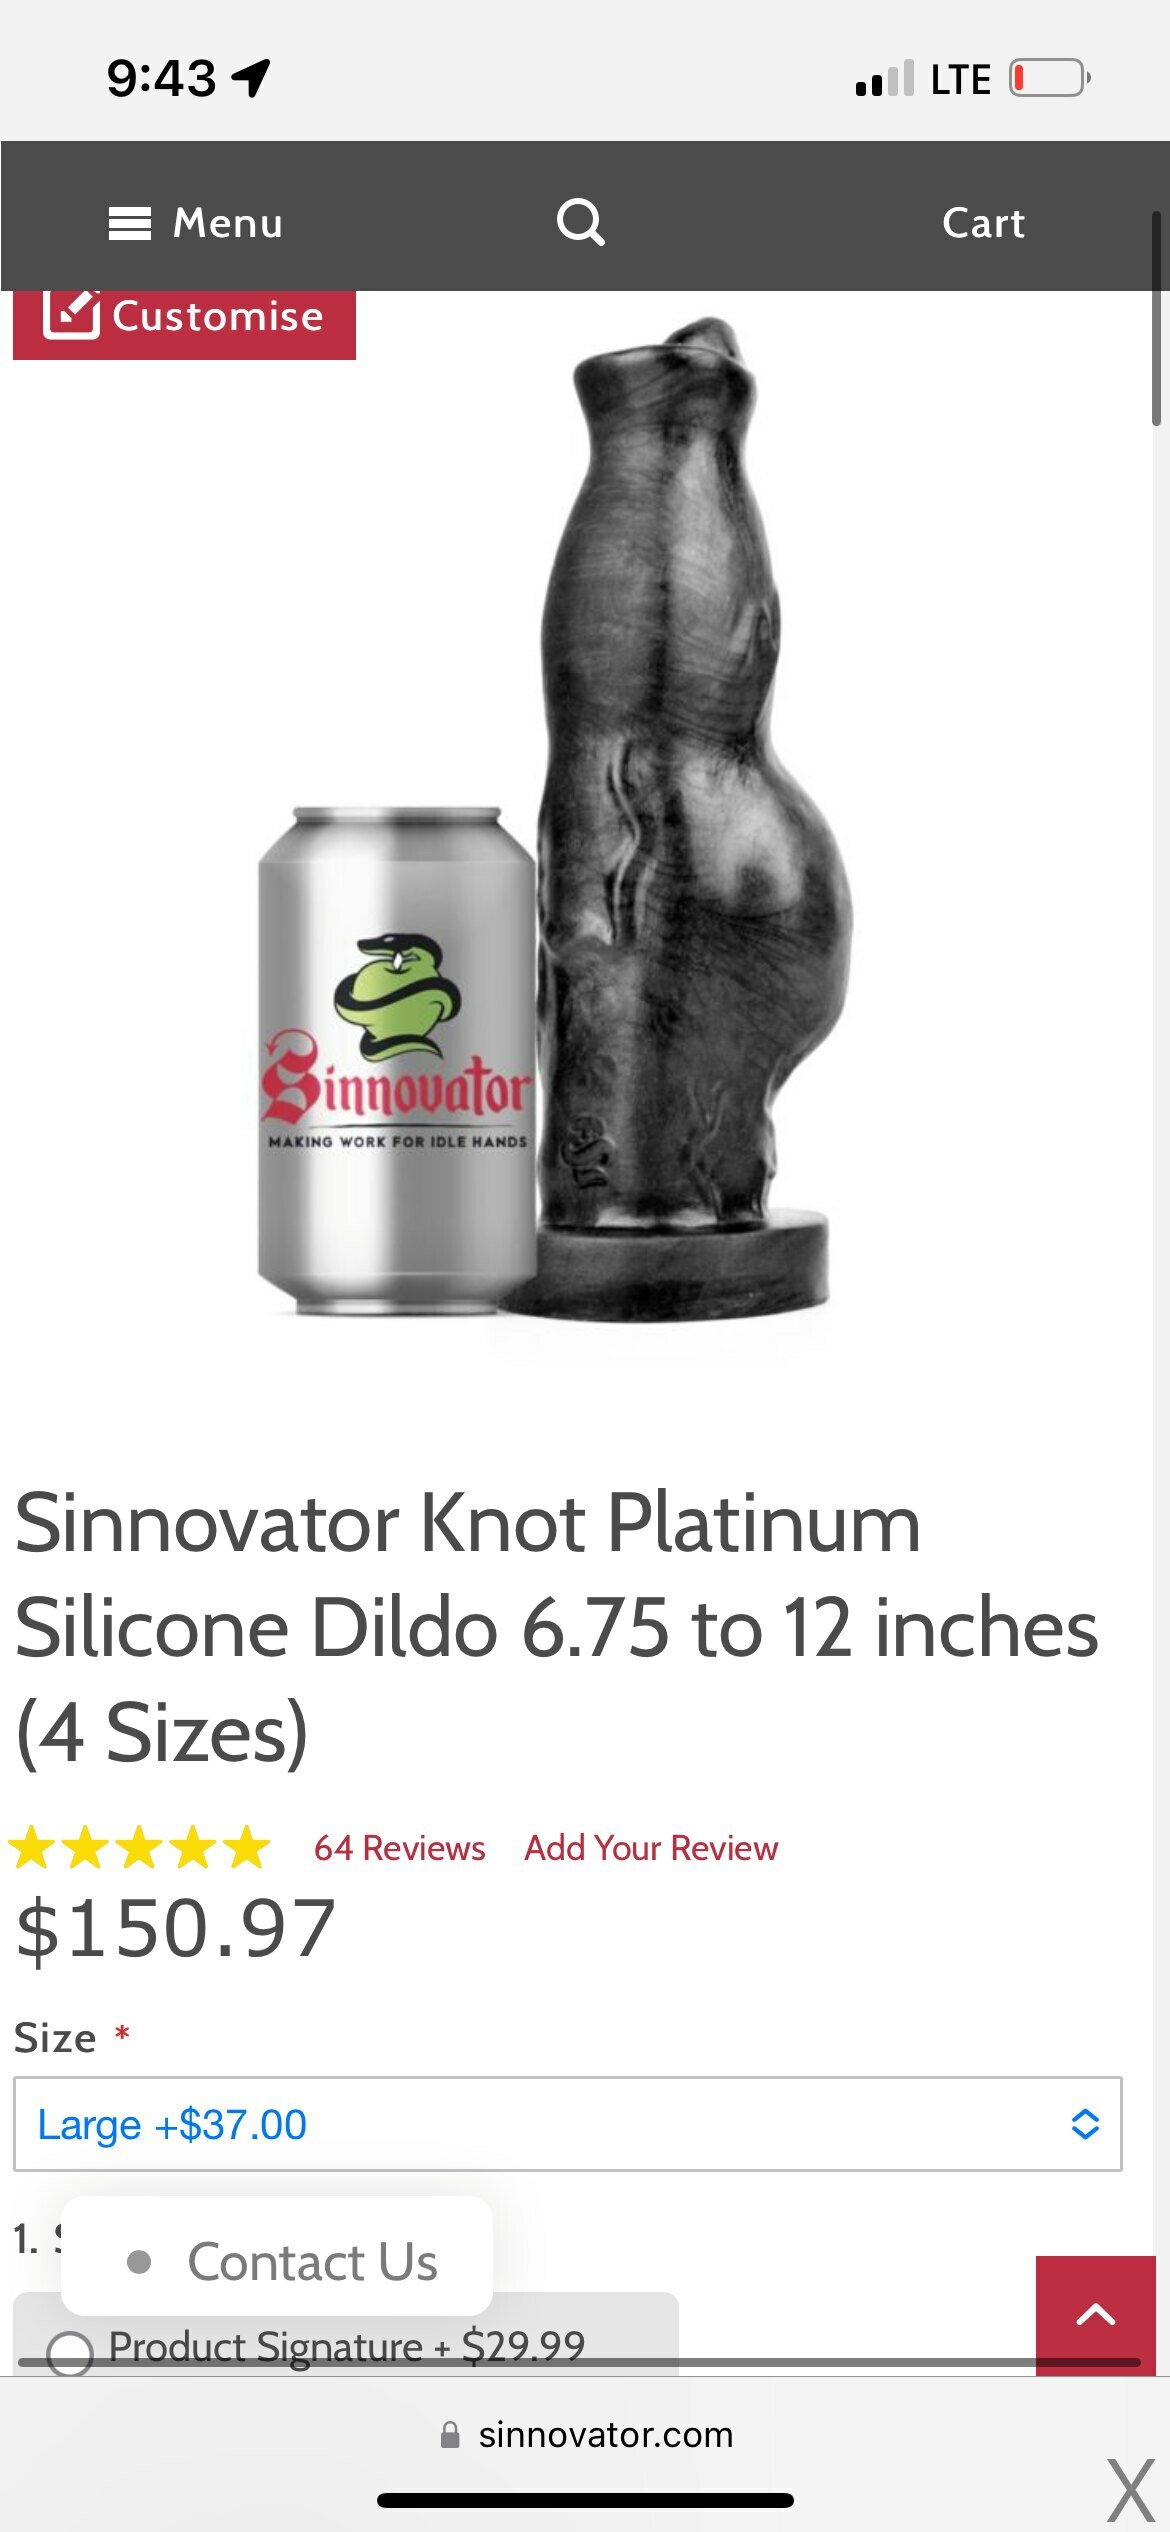 9:43
LTE
Menu
Cart
Customise
Sinnovator
MAKING WORK FOR IDLE HANDS
Sinnovator Knot Platinum
Silicone Dildo 6.75 to 12 inches
(4 Sizes)
64 Reviews Add Your Review
$150.97
Size *
Large +$37.00
1.
Contact Us
Product Signature + $29.99
sinnovator.com
X